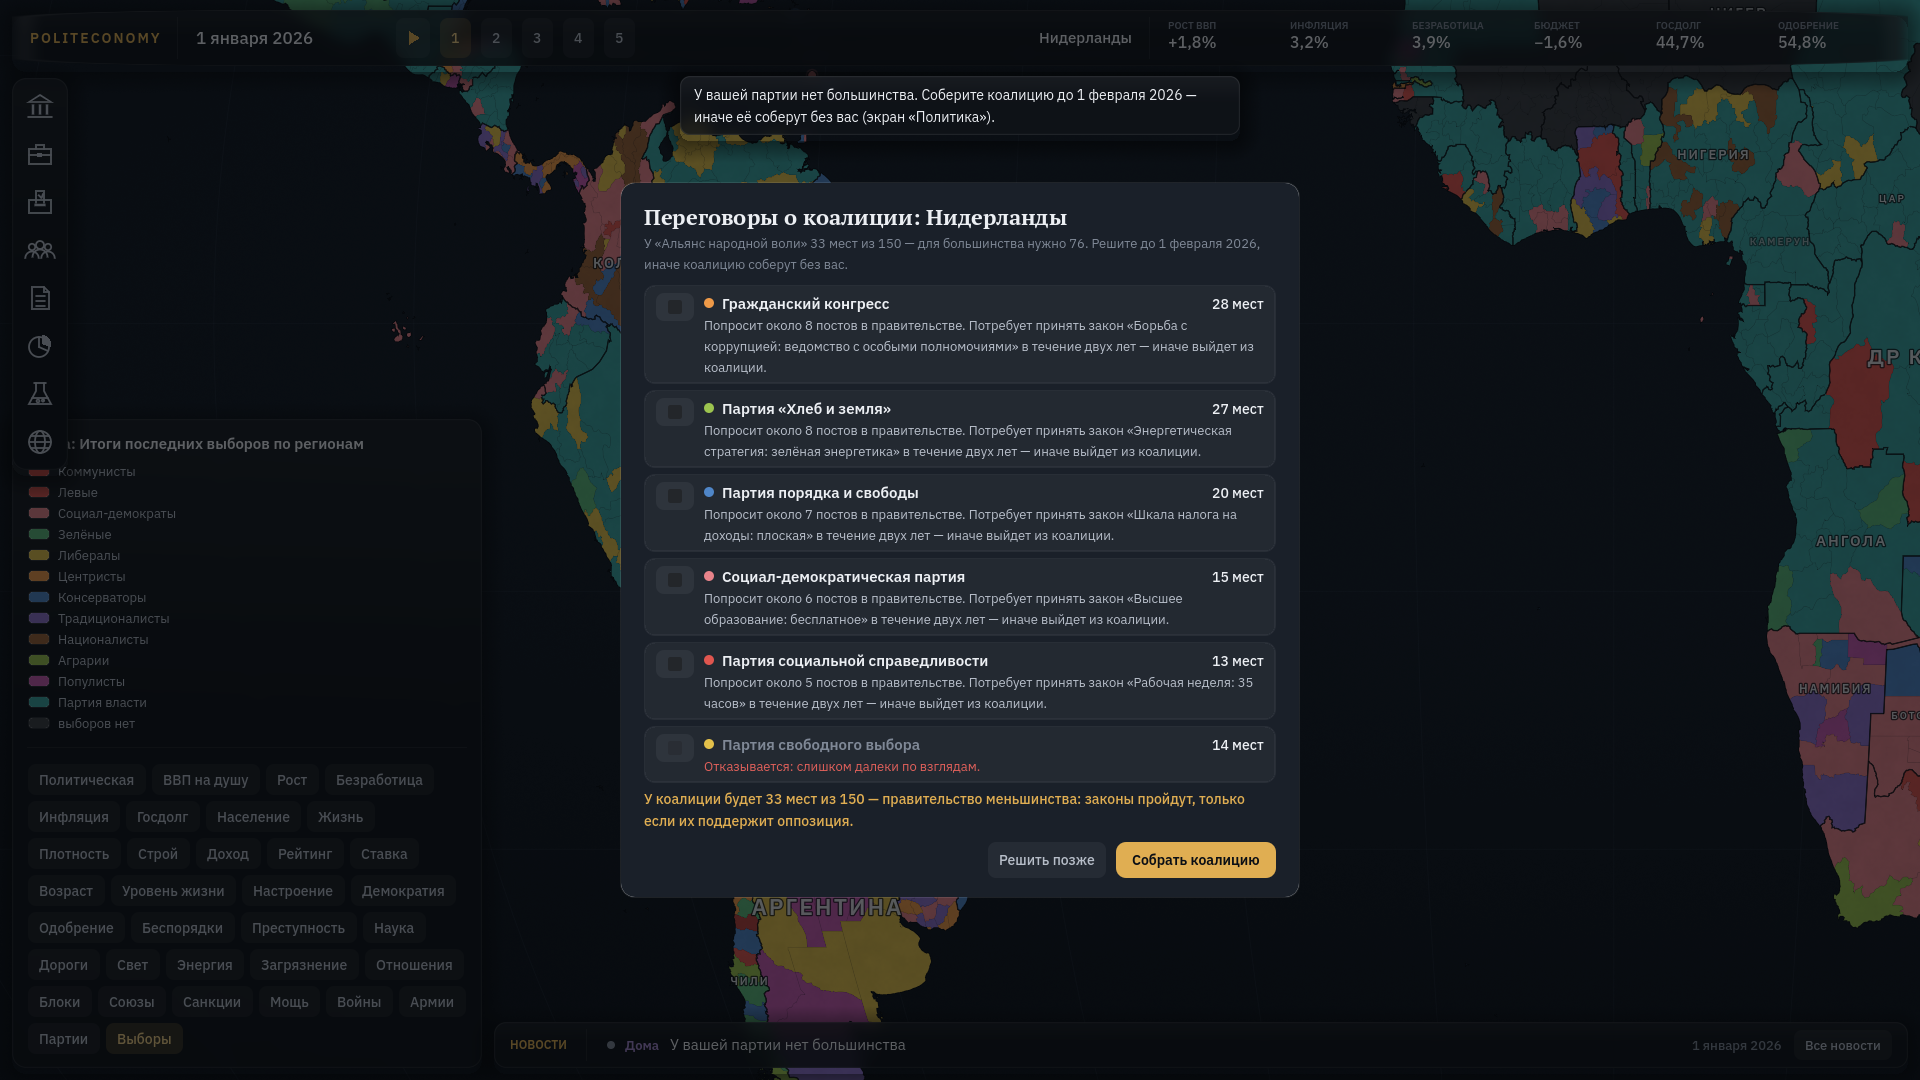 POLITECONOMY
1 января 2026
1
2
3
4
5
Нидерланды
РОСТ ВВП
+1,8%
ИНФЛЯЦИЯ
3,2%
БЕЗРАБОТИЦА
3,9%
БЮДЖЕТ
−1,6%
ГОСДОЛГ
44,7%
ОДОБРЕНИЕ
54,8%
У вашей партии нет большинства. Соберите коалицию до 1 февраля 2026 —
иначе её соберут без вас (экран «Политика»).
Переговоры о коалиции: Нидерланды
У «Альянс народной воли» 33 мест из 150 — для большинства нужно 76. Решите до 1 февраля 2026,
иначе коалицию соберут без вас.
Гражданский конгресс
28 мест
Попросит около 8 постов в правительстве. Потребует принять закон «Борьба с
коррупцией: ведомство с особыми полномочиями» в течение двух лет — иначе выйдет из
коалиции.
Партия «Хлеб и земля»
27 мест
Попросит около 8 постов в правительстве. Потребует принять закон «Энергетическая
стратегия: зелёная энергетика» в течение двух лет — иначе выйдет из коалиции.
Партия порядка и свободы
20 мест
Попросит около 7 постов в правительстве. Потребует принять закон «Шкала налога на
доходы: плоская» в течение двух лет — иначе выйдет из коалиции.
Социал-демократическая партия
15 мест
Попросит около 6 постов в правительстве. Потребует принять закон «Высшее
образование: бесплатное» в течение двух лет — иначе выйдет из коалиции.
Партия социальной справедливости
13 мест
Попросит около 5 постов в правительстве. Потребует принять закон «Рабочая неделя: 35
часов» в течение двух лет — иначе выйдет из коалиции.
Партия свободного выбора
14 мест
Отказывается: слишком далеки по взглядам.
У коалиции будет 33 мест из 150 — правительство меньшинства: законы пройдут, только
если их поддержит оппозиция.
Решить позже
Собрать коалицию
а: Итоги последних выборов по регионам
Коммунисты
Левые
Социал-демократы
Зелёные
Либералы
Центристы
Консерваторы
Традиционалисты
Националисты
Аграрии
Популисты
Партия власти
выборов нет
Политическая
ВВП на душу
Рост
Безработица
Инфляция
Госдолг
Население
Жизнь
Плотность
Строй
Доход
Рейтинг
Ставка
Возраст
Уровень жизни
Настроение
Демократия
Одобрение
Беспорядки
Преступность
Наука
Дороги
Свет
Энергия
Загрязнение
Отношения
Блоки
Союзы
Санкции
Мощь
Войны
Армии
Партии
Выборы
НОВОСТИ
Дома
У вашей партии нет большинства
1 января 2026
Все новости
НИГЕРИЯ
ЦАР
КАМЕРУН
ДР К
АНГОЛА
НАМИБИЯ
БОТС
КОЛ
АРГЕНТИНА
ЧИЛИ